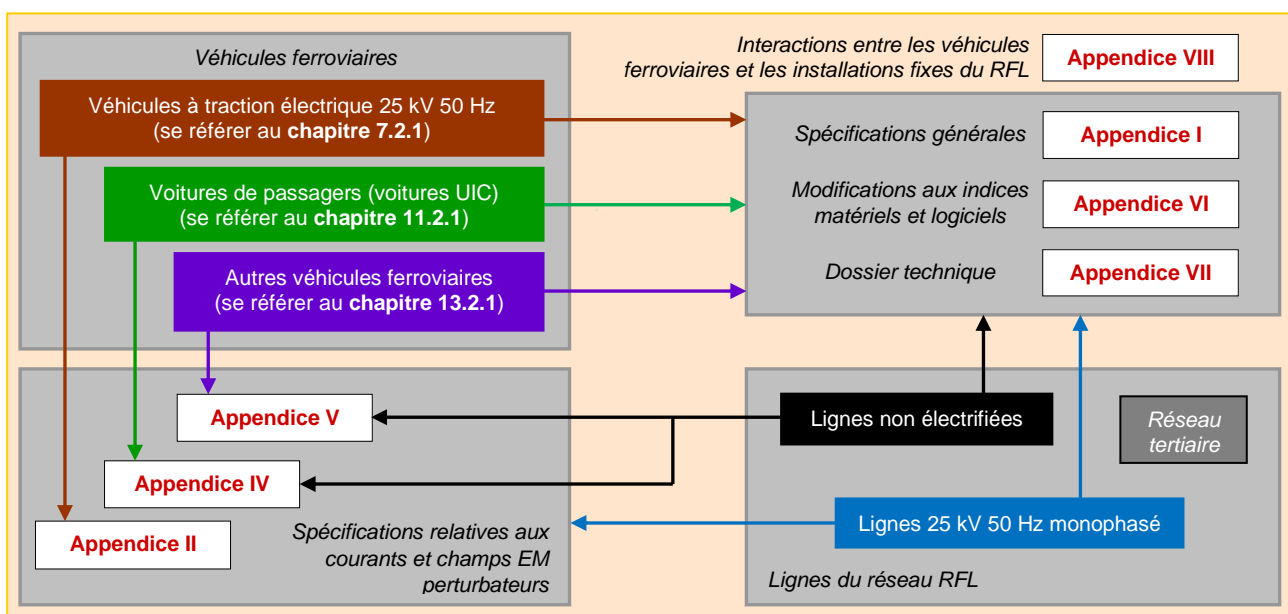 Véhicules ferroviaires
Véhicules à traction électrique 25 kV 50 Hz
(se référer au chapitre 7.2.1)
Voitures de passagers (voitures UIC)
(se référer au chapitre 11.2.1)
Autres véhicules ferroviaires
(se référer au chapitre 13.2.1)
Interactions entre les véhicules
ferroviaires et les installations fixes du RFL
Appendice VIII
Spécifications générales
Appendice I
Modifications aux indices
matériels et logiciels
Appendice VI
Dossier technique
Appendice VII
Appendice V
Appendice IV
Appendice II
Spécifications relatives aux
courants et champs EM
perturbateurs
Lignes non électrifiées
Réseau
tertiaire
Lignes 25 kV 50 Hz monophasé
Lignes du réseau RFL